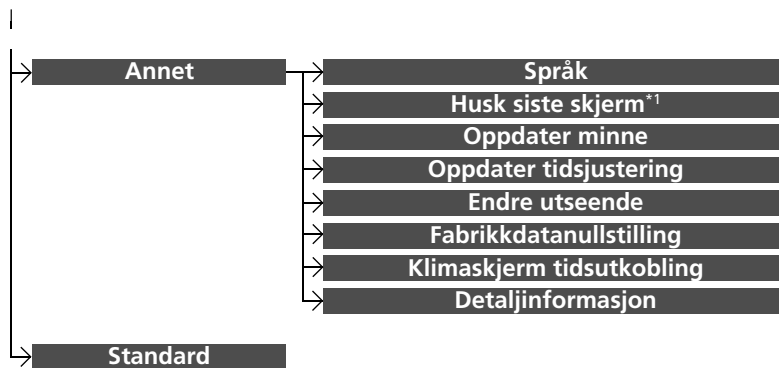 Annet
Språk
Husk siste skjerm*1
Oppdater minne
Oppdater tidsjustering
Endre utseende
Fabrikkdatanullstilling
Klimaskjerm tidsutkobling
Detaljinformasjon
Standard